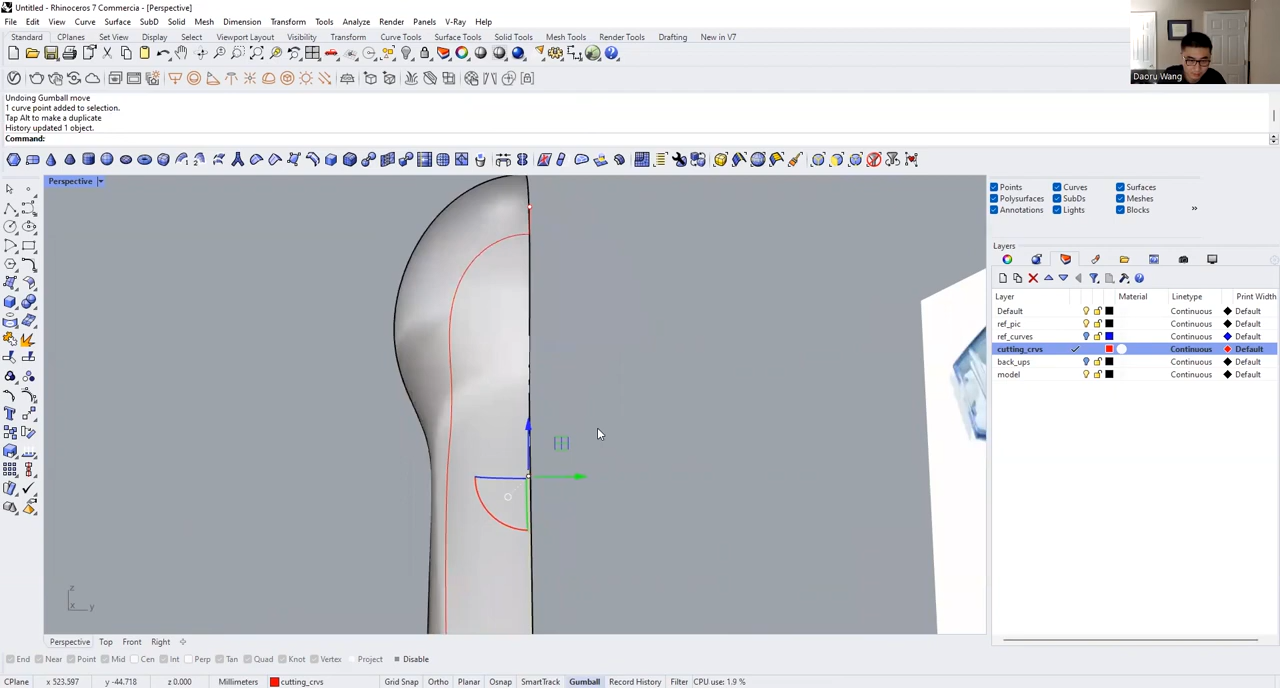 Untitled - Rhinoceros 7 Commercia - [Perspective]
File Edit View Curve Surface SubD Solid Mesh Dimension Transform Tools Analyze Render Panels V-Ray Help
Standard CPlanes Set View Display Select Viewport Layout Visibility Transform Curve Tools Surface Tools Solid Tools Mesh Tools Render Tools Drafting New in V7
Daoru Wang
Undoing Gumball move
1 curve point added to selection.
Tap Alt to make a duplicate
History updated 1 object.
Command:
Perspective
Points Curves Surfaces
Polysurfaces SubDs Meshes
Annotations Lights Blocks
Layers
Layer Material Linetype Print Width
Default Continuous Default
ref_pic Continuous Default
ref_curves Continuous Default
cutting_crvs Continuous Default
back_ups Continuous Default
model Continuous Default
z
x y
Perspective Top Front Right
End Near Point Mid Cen Int Perp Tan Quad Knot Vertex Project Disable
CPlane x 523.597 y -44.718 z 0.000 Millimeters cutting_crvs Grid Snap Ortho Planar Osnap SmartTrack Gumball Record History Filter CPU use: 1.9 %